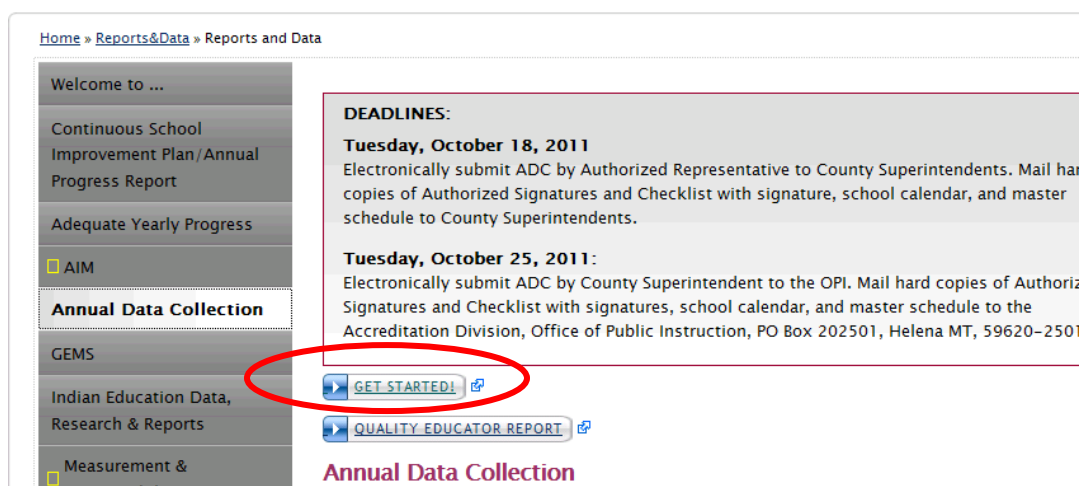 Home » Reports&Data » Reports and Data
Welcome to ...
Continuous School
Improvement Plan/Annual
Progress Report
Adequate Yearly Progress
AIM
Annual Data Collection
GEMS
Indian Education Data,
Research & Reports
Measurement &
DEADLINES:
Tuesday, October 18, 2011
Electronically submit ADC by Authorized Representative to County Superintendents. Mail har
copies of Authorized Signatures and Checklist with signature, school calendar, and master
schedule to County Superintendents.
Tuesday, October 25, 2011:
Electronically submit ADC by County Superintendent to the OPI. Mail hard copies of Authoriz
Signatures and Checklist with signatures, school calendar, and master schedule to the
Accreditation Division, Office of Public Instruction, PO Box 202501, Helena MT, 59620-2501
GET STARTED!
QUALITY EDUCATOR REPORT
Annual Data Collection